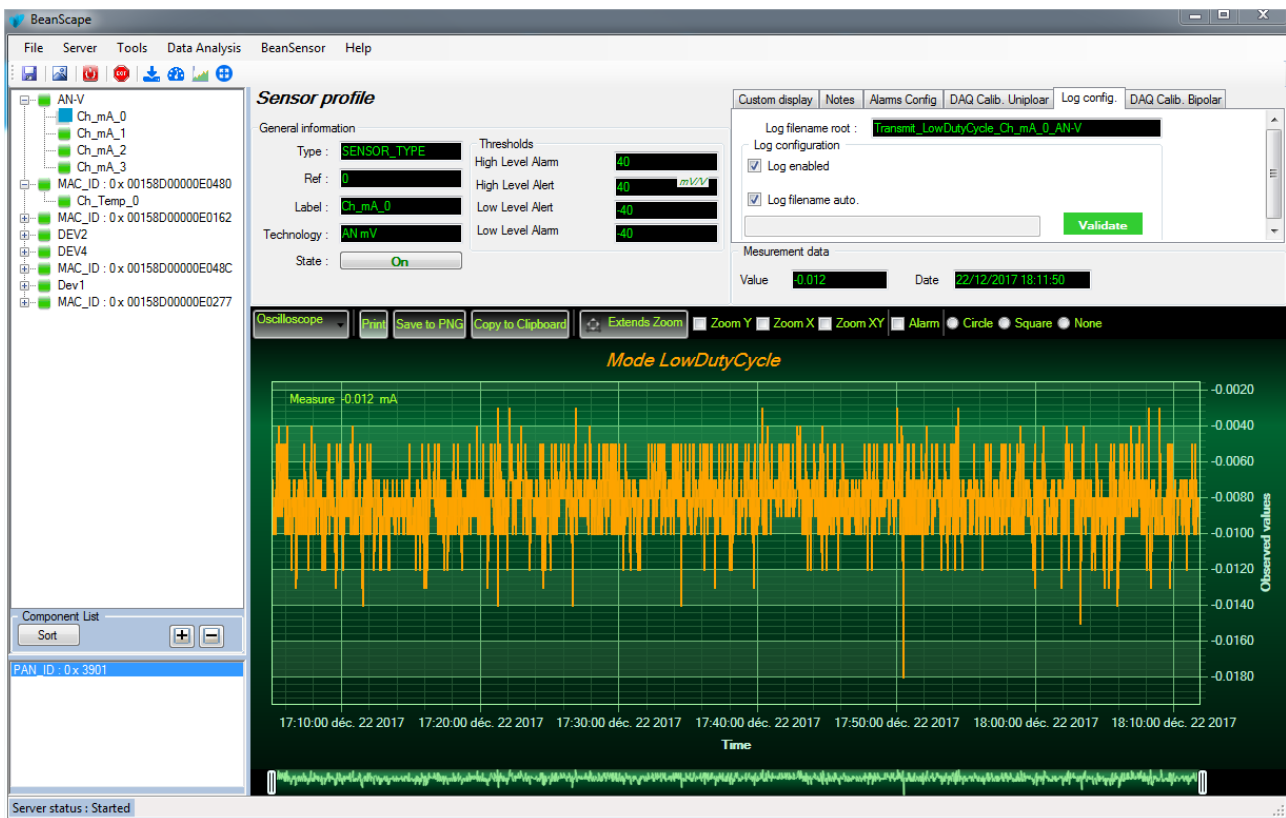 BeanScape
File Server Tools Data Analysis BeanSensor Help
AN-V
Ch_mA_0
Ch_mA_1
Ch_mA_2
Ch_mA_3
MAC_ID : 0 x 00158D00000E0480
Ch_Temp_0
MAC_ID : 0 x 00158D00000E0162
DEV2
DEV4
MAC_ID : 0 x 00158D00000E048C
Dev1
MAC_ID : 0 x 00158D00000E0277
Component List
Sort
PAN_ID : 0 x 3901
Server status : Started
Sensor profile
General information
Type : SENSOR_TYPE
Ref : 0
Label : Ch_mA_0
Technology : AN mV
State : On
Thresholds
High Level Alarm 40
High Level Alert 40 mV/V
Low Level Alert -40
Low Level Alarm -40
Custom display Notes Alarms Config DAQ Calib. Uniploar Log config. DAQ Calib. Bipolar
Log filename root : Transmit_LowDutyCycle_Ch_mA_0_AN-V
Log configuration
Log enabled
Log filename auto.
Validate
Mesurement data
Value -0.012 Date 22/12/2017 18:11:50
Oscilloscope Print Save to PNG Copy to Clipboard Extends Zoom Zoom Y Zoom X Zoom XY Alarm Circle Square None
Mode LowDutyCycle
Measure -0.012 mA
-0.0020
-0.0040
-0.0060
-0.0080
-0.0100
-0.0120
-0.0140
-0.0160
-0.0180
Observed values
17:10:00 déc. 22 2017 17:20:00 déc. 22 2017 17:30:00 déc. 22 2017 17:40:00 déc. 22 2017 17:50:00 déc. 22 2017 18:00:00 déc. 22 2017 18:10:00 déc. 22 2017
Time